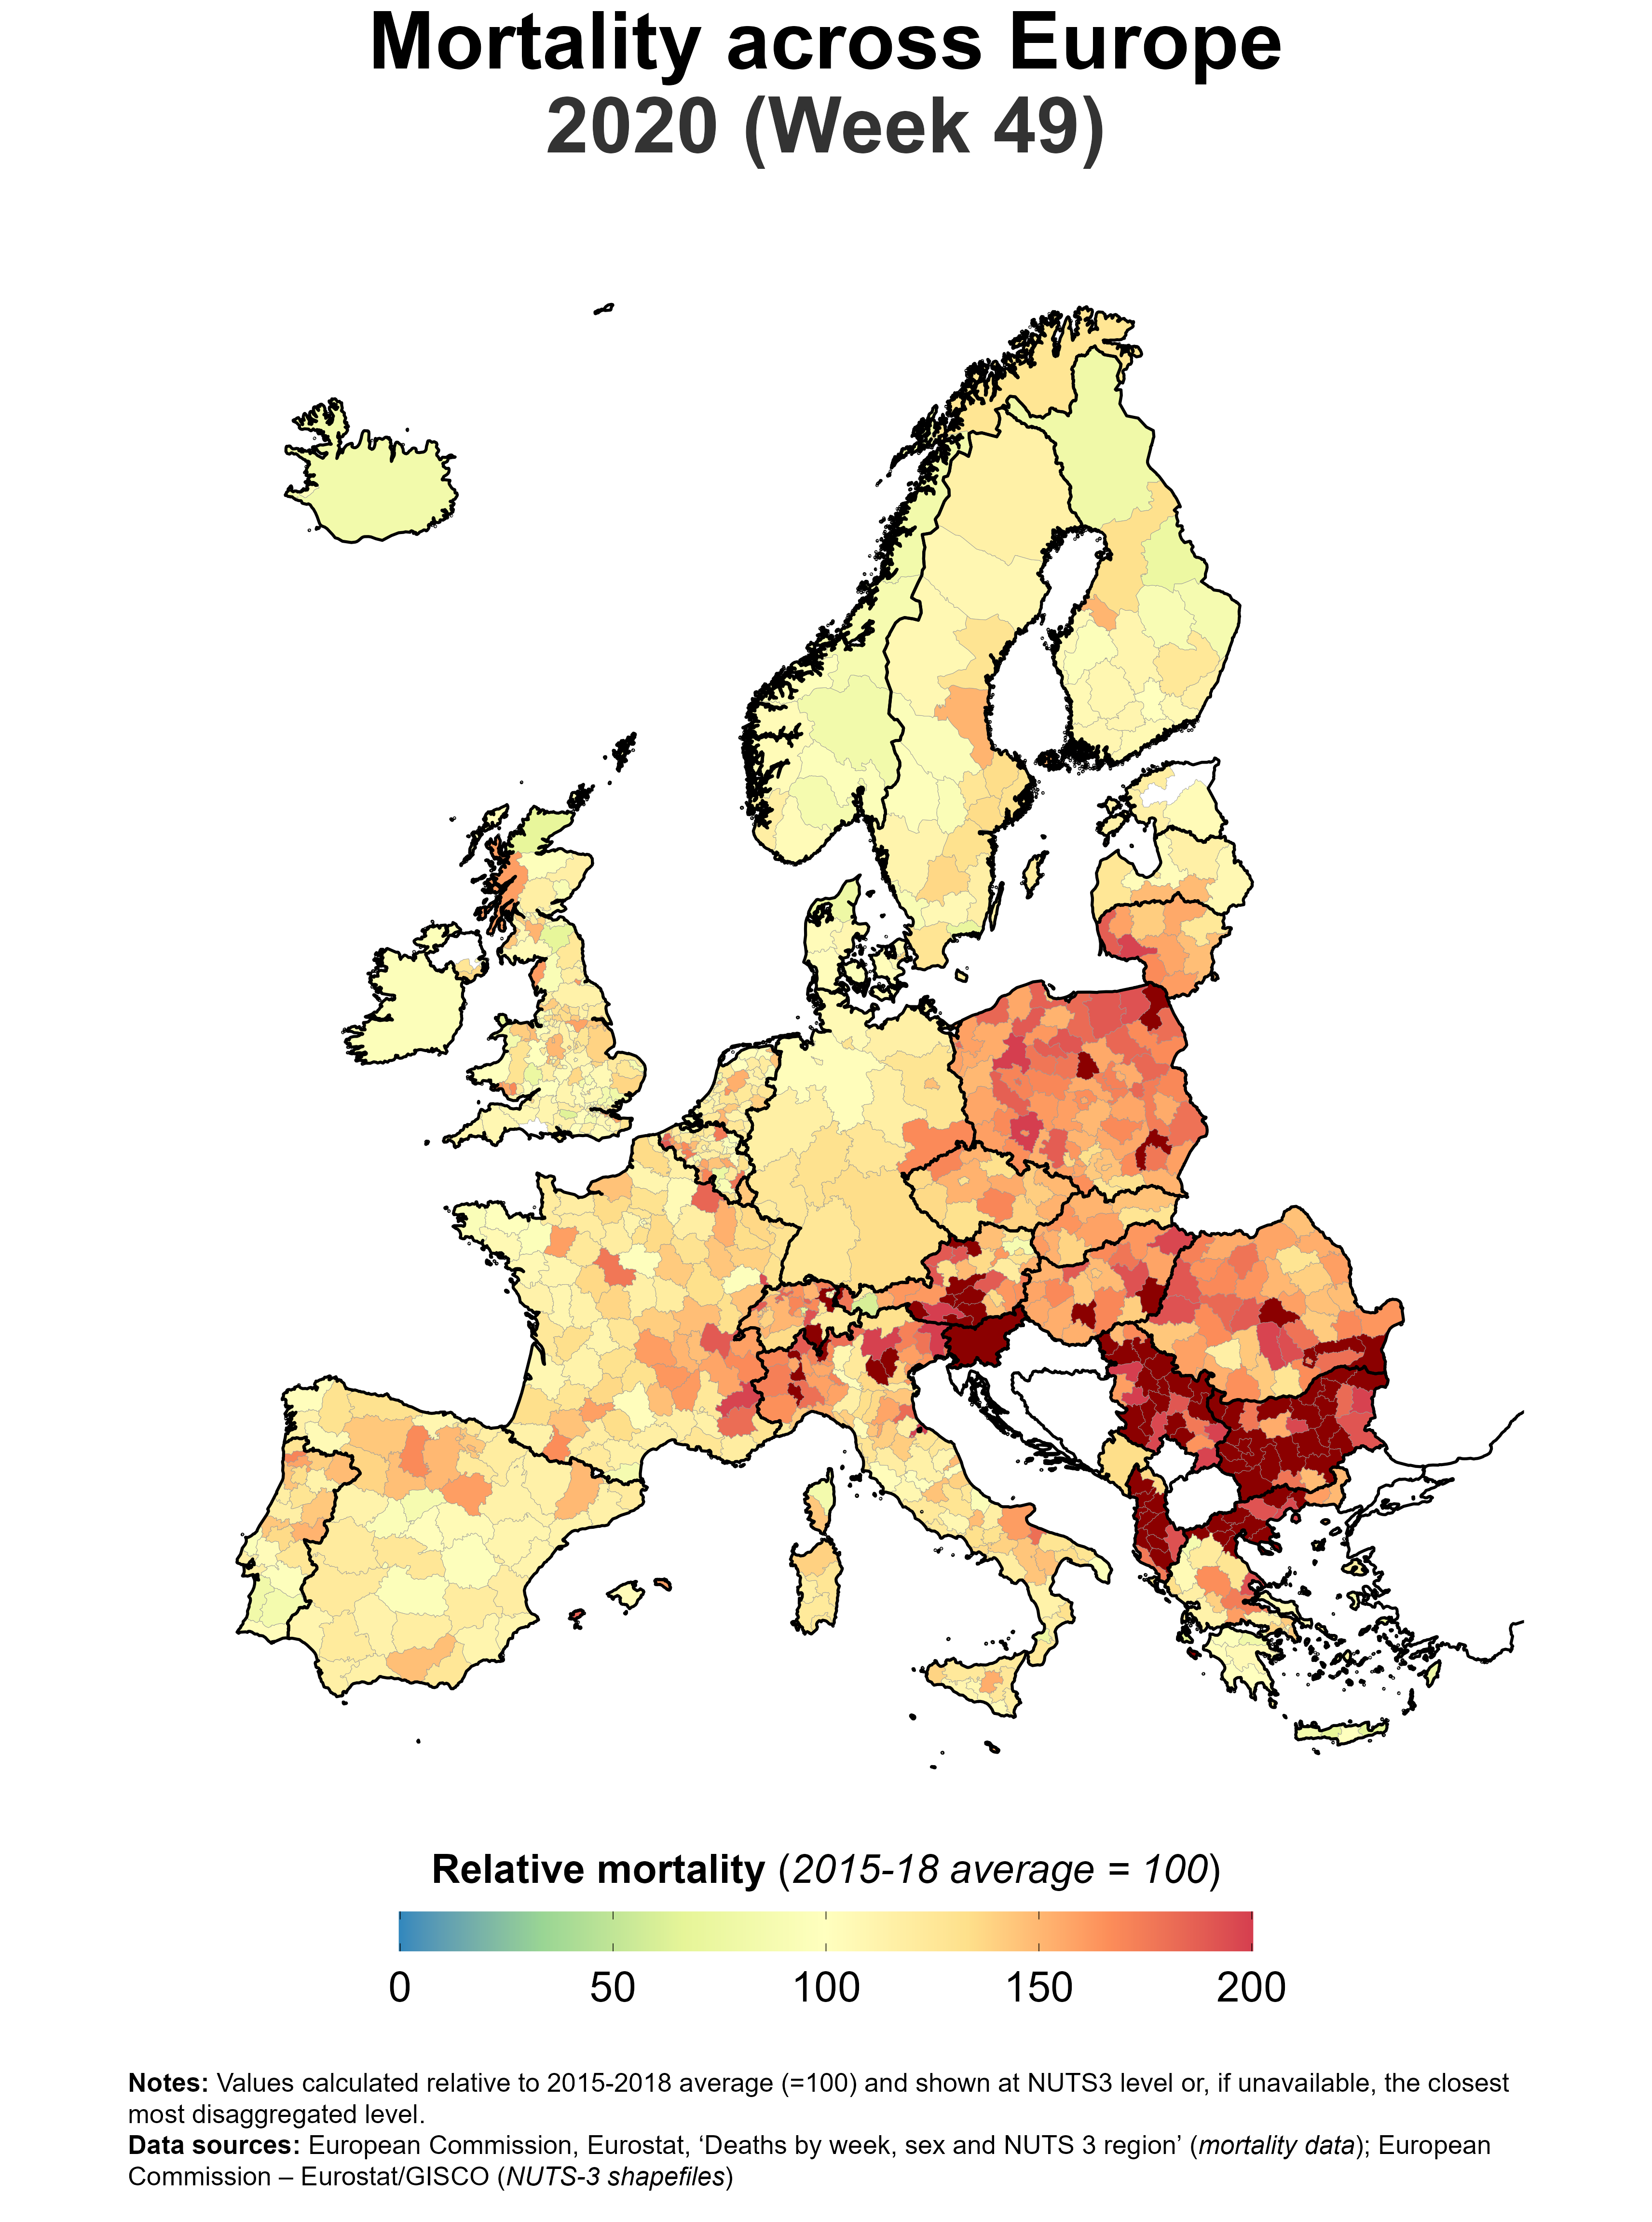 Mortality across Europe
2020 (Week 49)
Relative mortality (2015-18 average = 100)
0 50 100 150 200
Notes: Values calculated relative to 2015-2018 average (=100) and shown at NUTS3 level or, if unavailable, the closest
most disaggregated level.
Data sources: European Commission, Eurostat, ‘Deaths by week, sex and NUTS 3 region’ (mortality data); European
Commission – Eurostat/GISCO (NUTS-3 shapefiles)